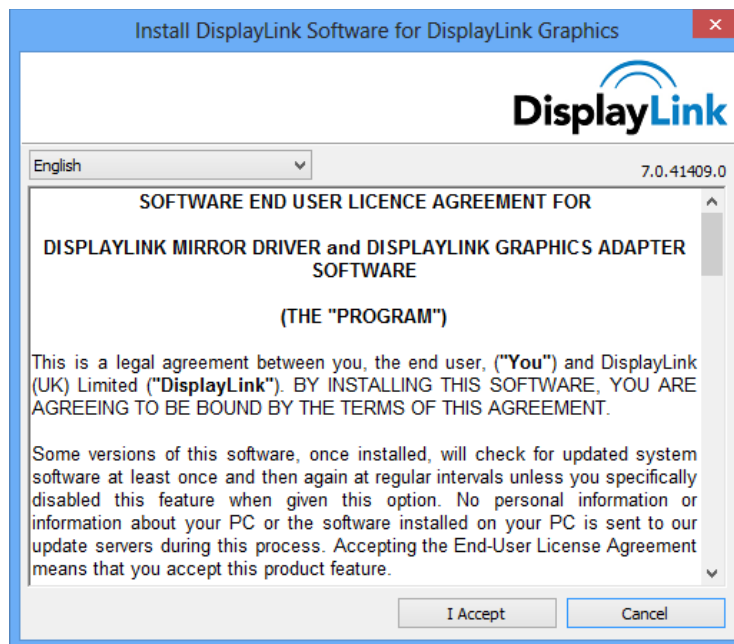 Install DisplayLink Software for DisplayLink Graphics
DisplayLink
English
7.0.41409.0
SOFTWARE END USER LICENCE AGREEMENT FOR
DISPLAYLINK MIRROR DRIVER and DISPLAYLINK GRAPHICS ADAPTER
SOFTWARE
(THE "PROGRAM")
This is a legal agreement between you, the end user, ("You") and DisplayLink
(UK) Limited ("DisplayLink"). BY INSTALLING THIS SOFTWARE, YOU ARE
AGREEING TO BE BOUND BY THE TERMS OF THIS AGREEMENT.
Some versions of this software, once installed, will check for updated system
software at least once and then again at regular intervals unless you specifically
disabled this feature when given this option. No personal information or
information about your PC or the software installed on your PC is sent to our
update servers during this process. Accepting the End-User License Agreement
means that you accept this product feature.
I Accept
Cancel